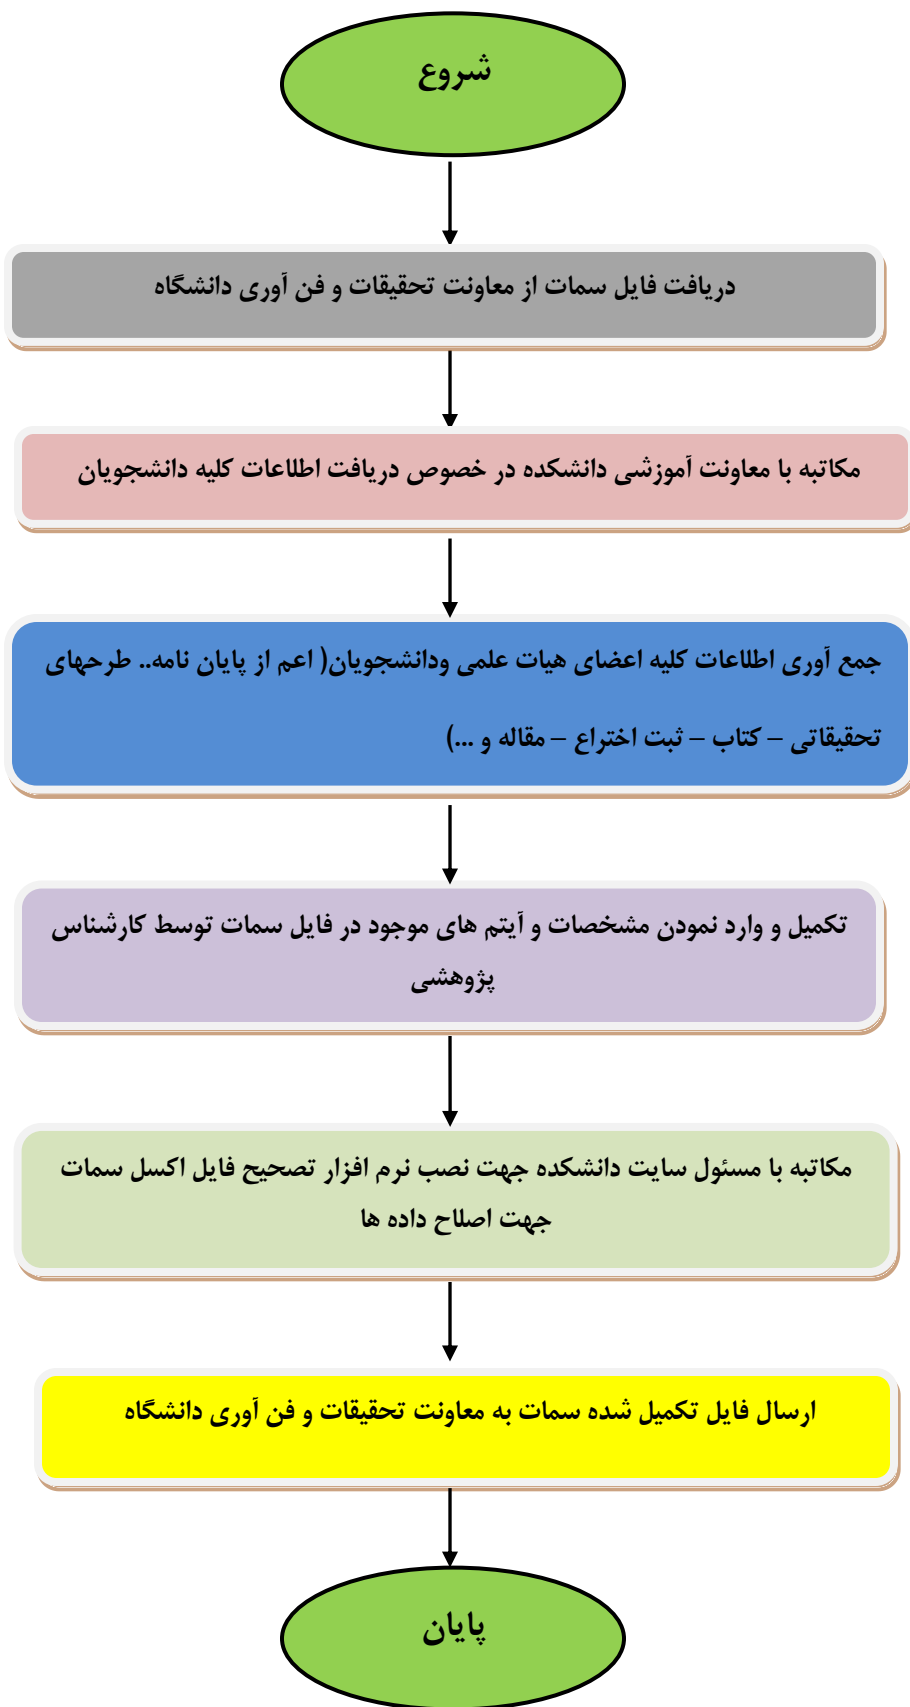 شروع
دریافت فایل سمات از معاونت تحقیقات و فن آوری دانشگاه
مکاتبه با معاونت آموزشی دانشکده در خصوص دریافت اطلاعات کلیه دانشجویان
جمع آوری اطلاعات کلیه اعضای هیات علمی ودانشجویان( اعم از پایان نامه.. طرحهای
تحقیقاتی – کتاب – ثبت اختراع – مقاله و ...)
تکمیل و وارد نمودن مشخصات و آیتم های موجود در فایل سمات توسط کارشناس
پژوهشی
مکاتبه با مسئول سایت دانشکده جهت نصب نرم افزار تصحیح فایل اکسل سمات
جهت اصلاح داده ها
ارسال فایل تکمیل شده سمات به معاونت تحقیقات و فن آوری دانشگاه
پایان